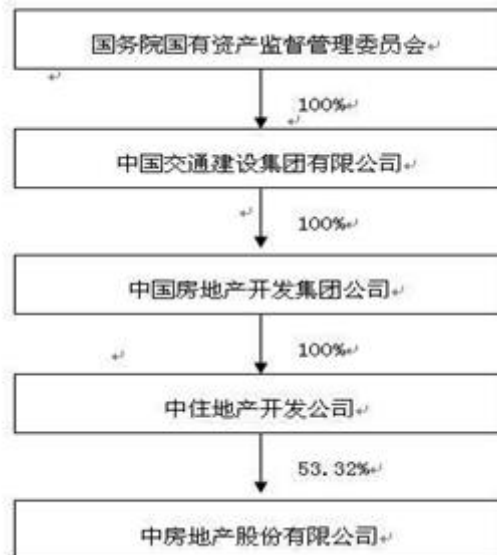 国务院国有资产监督管理委员会
100%
中国交通建设集团有限公司
100%
中国房地产开发集团公司
100%
中住地产开发公司
53.32%
中房地产股份有限公司